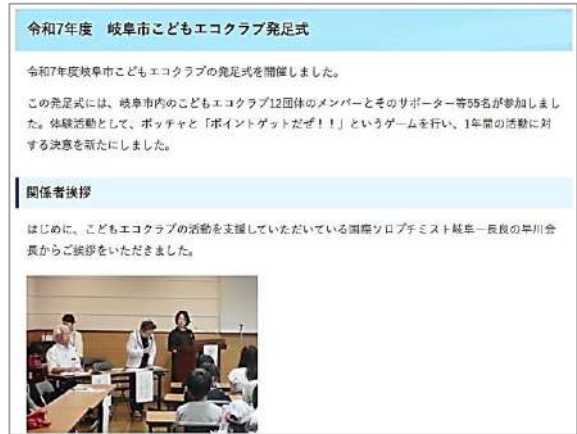 令和7年度 岐阜市こどもエコクラブ発足式
令和7年度岐阜市こどもエコクラブの発足式を開催しました。
この発足式には、岐阜市内のこどもエコクラブ12団体のメンバーとそのサポーター等55名が参加しまし
た。体験活動として、ボッチャと「ポイントゲットだぜ！！」というゲームを行い、1年間の活動に対
する決意を新たにしました。
関係者挨拶
はじめに、こどもエコクラブの活動を支援していただいている国際ソロプチミスト岐阜－長良の早川会
長からご挨拶をいただきました。